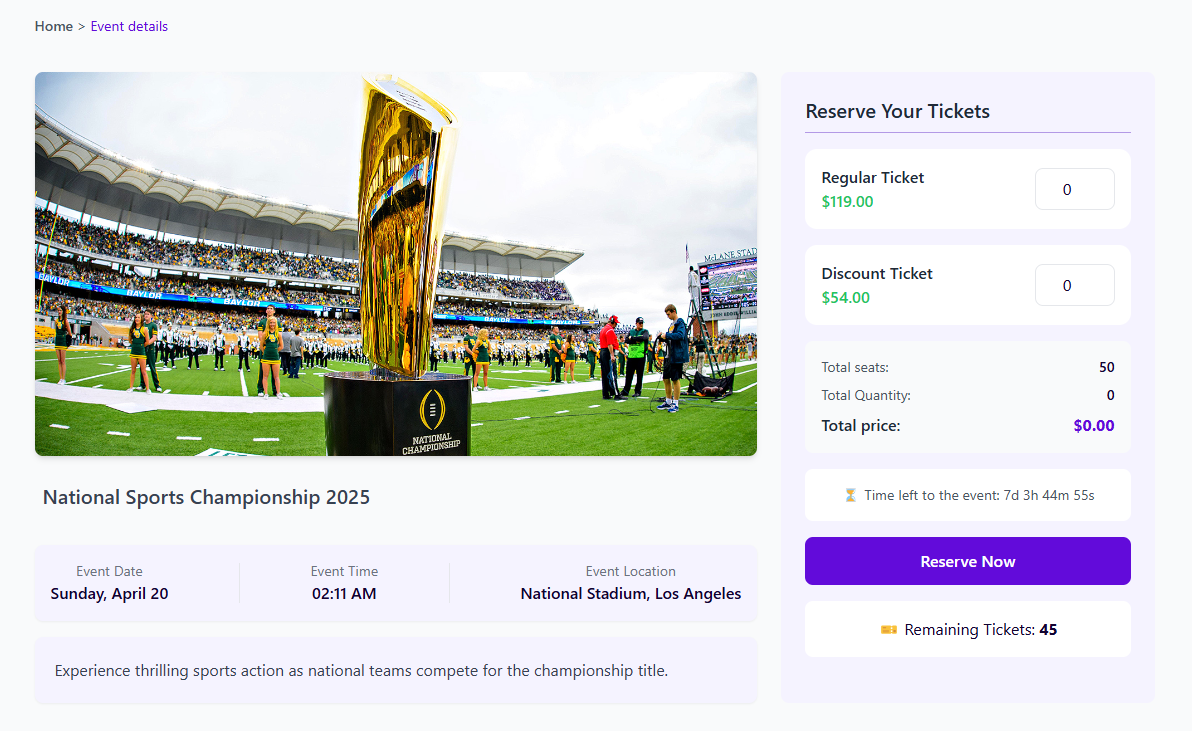 Home > Event details
McLANE STAD
BAYLOR
BAYLOR
BAYLOR
NATIONAL
CHAMPIONSHIP
National Sports Championship 2025
Event Date
Sunday, April 20
Event Time
02:11 AM
Event Location
National Stadium, Los Angeles
Experience thrilling sports action as national teams compete for the championship title.
Reserve Your Tickets
Regular Ticket
$119.00
0
Discount Ticket
$54.00
0
Total seats: 50
Total Quantity: 0
Total price: $0.00
⏳ Time left to the event: 7d 3h 44m 55s
Reserve Now
🎫 Remaining Tickets: 45